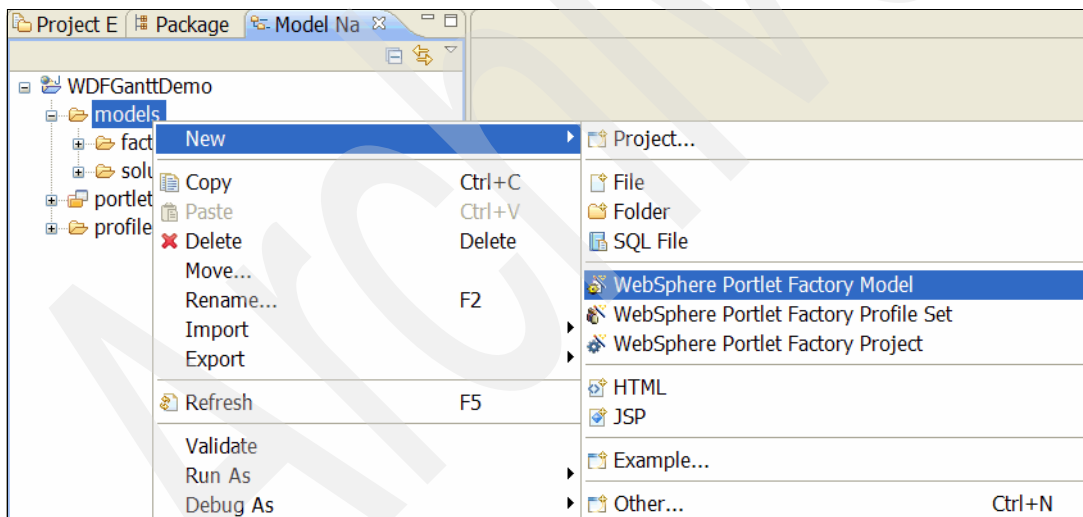 Project E Package Model Na
WDFGanttDemo
models
fact
solu
portlet
profile
New
Copy Ctrl+C
Paste Ctrl+V
Delete Delete
Move...
Rename... F2
Import
Export
Refresh F5
Validate
Run As
Debug As
Project...
File
Folder
SQL File
WebSphere Portlet Factory Model
WebSphere Portlet Factory Profile Set
WebSphere Portlet Factory Project
HTML
JSP
Example...
Other... Ctrl+N